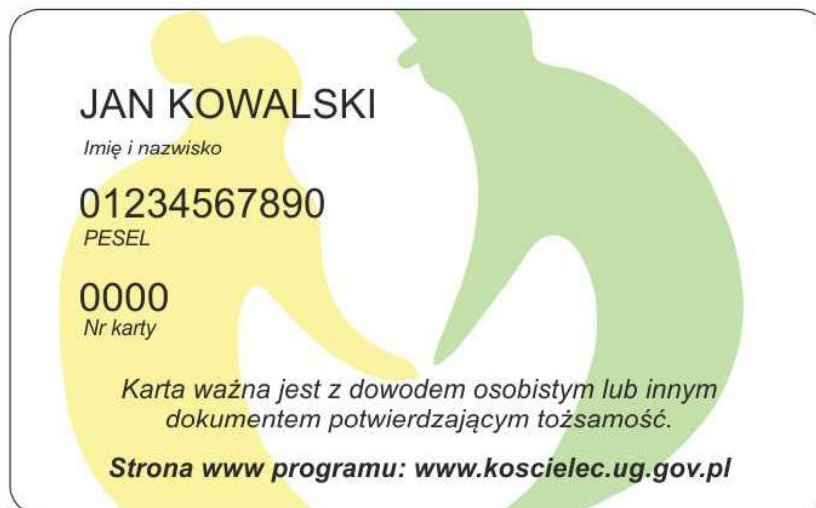 JAN KOWALSKI
Imię i nazwisko
01234567890
PESEL
0000
Nr karty
Karta ważna jest z dowodem osobistym lub innym
dokumentem potwierdzającym tożsamość.
Strona www programu: www.koscielec.ug.gov.pl